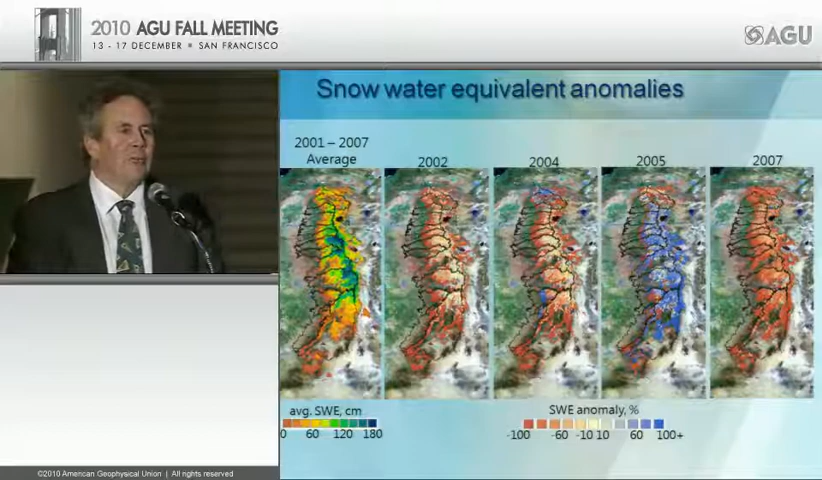 2010 AGU FALL MEETING
13 - 17 DECEMBER ■ SAN FRANCISCO
AGU
Snow water equivalent anomalies
2001 – 2007
Average
2002
2004
2005
2007
avg. SWE, cm
0 60 120 180
SWE anomaly, %
-100 -60 -10 10 60 100+
©2010 American Geophysical Union | All rights reserved